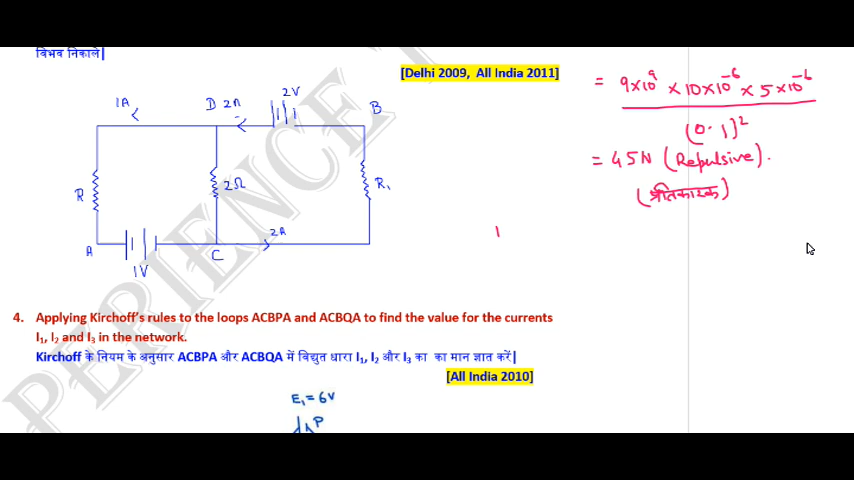 विभव निकाले|
[Delhi 2009, All India 2011]
1A
D 2A
2V
B
R
2Ω
R₁
A
1V
C
2A
= 9×10⁹ × 10×10⁻⁶ × 5×10⁻⁶
(0.1)²
= 45N (Repulsive).
1
4. Applying Kirchoff's rules to the loops ACBPA and ACBQA to find the value for the currents
I₁, I₂ and I₃ in the network.
Kirchoff के नियम के अनुसार ACBPA और ACBQA में विद्युत धारा I₁, I₂ और I₃ का का मान ज्ञात करें|
[All India 2010]
E₁ = 6V
P
PERIENCE T